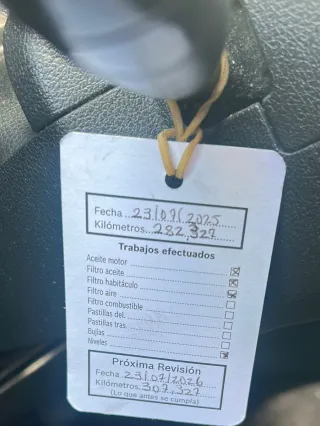 Fecha 23/07/2025
Kilómetros 282,327
Trabajos efectuados
Aceite motor
Filtro aceite
Filtro habitáculo
Filtro aire
Filtro combustible
Pastillas del.
Pastillas tras.
Bujías
Niveles
Próxima Revisión
Fecha 23/07/2026
Kilómetros 307,327
(Lo que antes se cumpla)